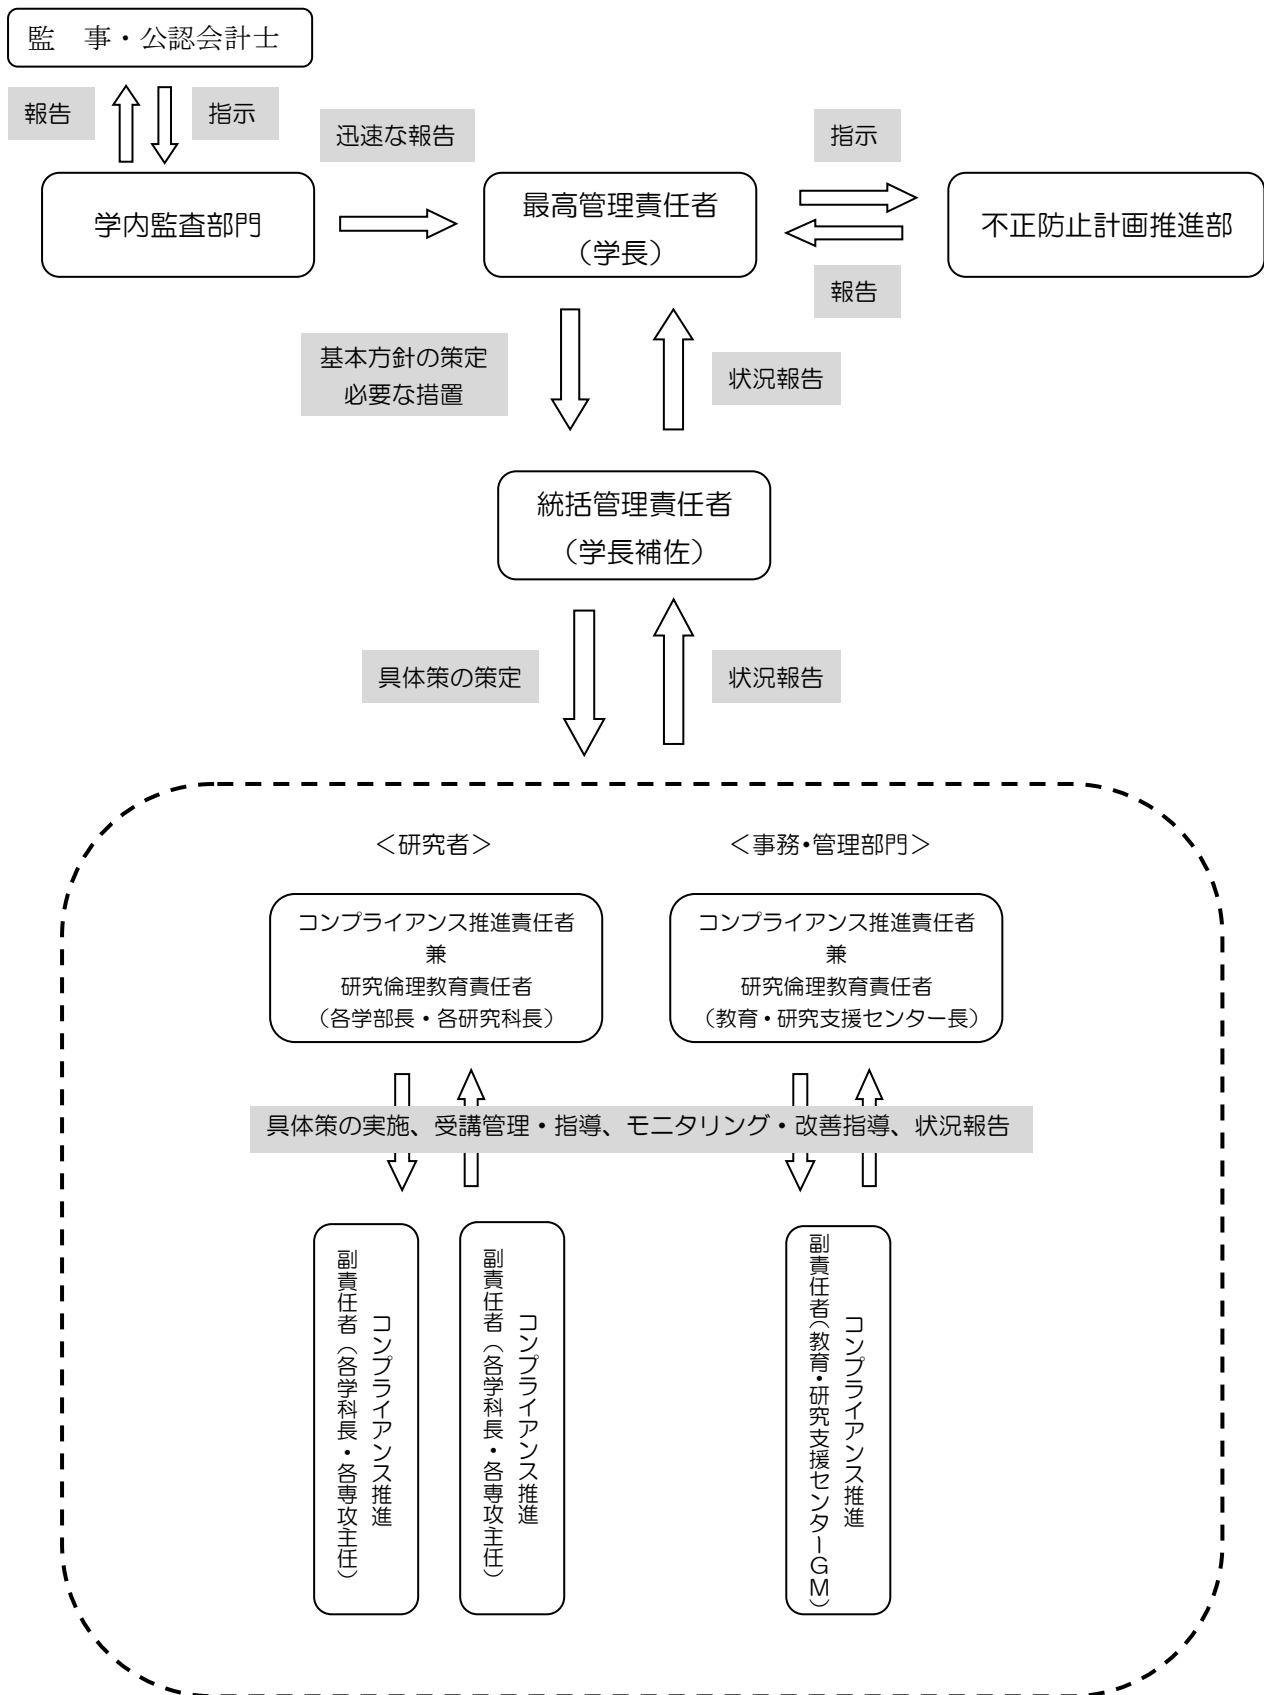 監　事・公認会計士
報告
指示
迅速な報告
指示
学内監査部門
最高管理責任者
（学長）
不正防止計画推進部
報告
基本方針の策定
必要な措置
状況報告
統括管理責任者
（学長補佐）
具体策の策定
状況報告
＜研究者＞
＜事務・管理部門＞
コンプライアンス推進責任者
兼
研究倫理教育責任者
（各学部長・各研究科長）
コンプライアンス推進責任者
兼
研究倫理教育責任者
（教育・研究支援センター長）
具体策の実施、受講管理・指導、モニタリング・改善指導、状況報告
コンプライアンス推進
副責任者（各学科長・各専攻主任）
コンプライアンス推進
副責任者（各学科長・各専攻主任）
コンプライアンス推進
副責任者（教育・研究支援センターＧＭ）